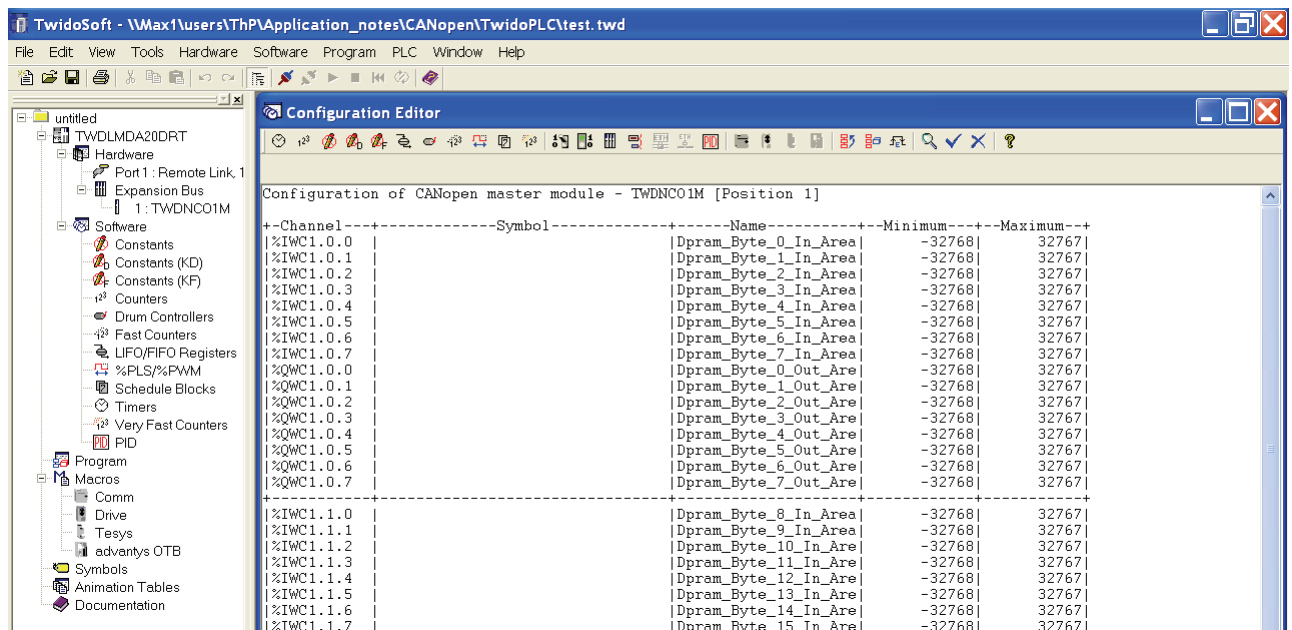 TwidoSoft - \\Max1\users\ThP\Application_notes\CANopen\TwidoPLC\test.twd
File Edit View Tools Hardware Software Program PLC Window Help
untitled
TWDLMDA20DRT
Hardware
Port 1 : Remote Link, 1
Expansion Bus
1 : TWDNCO1M
Software
Constants
Constants (KD)
Constants (KF)
Counters
Drum Controllers
Fast Counters
LIFO/FIFO Registers
%PLS/%PWM
Schedule Blocks
Timers
Very Fast Counters
PID
Program
Macros
Comm
Drive
Tesys
advantys OTB
Symbols
Animation Tables
Documentation
Configuration Editor
Configuration of CANopen master module - TWDNCO1M [Position 1]
+-Channel---+-------------Symbol-------------+------Name-----------+--Minimum---+--Maximum--+
|%IWC1.0.0 | |Dpram_Byte_0_In_Area| -32768| 32767|
|%IWC1.0.1 | |Dpram_Byte_1_In_Area| -32768| 32767|
|%IWC1.0.2 | |Dpram_Byte_2_In_Area| -32768| 32767|
|%IWC1.0.3 | |Dpram_Byte_3_In_Area| -32768| 32767|
|%IWC1.0.4 | |Dpram_Byte_4_In_Area| -32768| 32767|
|%IWC1.0.5 | |Dpram_Byte_5_In_Area| -32768| 32767|
|%IWC1.0.6 | |Dpram_Byte_6_In_Area| -32768| 32767|
|%IWC1.0.7 | |Dpram_Byte_7_In_Area| -32768| 32767|
|%QWC1.0.0 | |Dpram_Byte_0_Out_Are| -32768| 32767|
|%QWC1.0.1 | |Dpram_Byte_1_Out_Are| -32768| 32767|
|%QWC1.0.2 | |Dpram_Byte_2_Out_Are| -32768| 32767|
|%QWC1.0.3 | |Dpram_Byte_3_Out_Are| -32768| 32767|
|%QWC1.0.4 | |Dpram_Byte_4_Out_Are| -32768| 32767|
|%QWC1.0.5 | |Dpram_Byte_5_Out_Are| -32768| 32767|
|%QWC1.0.6 | |Dpram_Byte_6_Out_Are| -32768| 32767|
|%QWC1.0.7 | |Dpram_Byte_7_Out_Are| -32768| 32767|
|%IWC1.1.0 | |Dpram_Byte_8_In_Area| -32768| 32767|
|%IWC1.1.1 | |Dpram_Byte_9_In_Area| -32768| 32767|
|%IWC1.1.2 | |Dpram_Byte_10_In_Are| -32768| 32767|
|%IWC1.1.3 | |Dpram_Byte_11_In_Are| -32768| 32767|
|%IWC1.1.4 | |Dpram_Byte_12_In_Are| -32768| 32767|
|%IWC1.1.5 | |Dpram_Byte_13_In_Are| -32768| 32767|
|%IWC1.1.6 | |Dpram_Byte_14_In_Are| -32768| 32767|
|%IWC1.1.7 | |Dpram_Byte_15_In_Are| -32768| 32767|